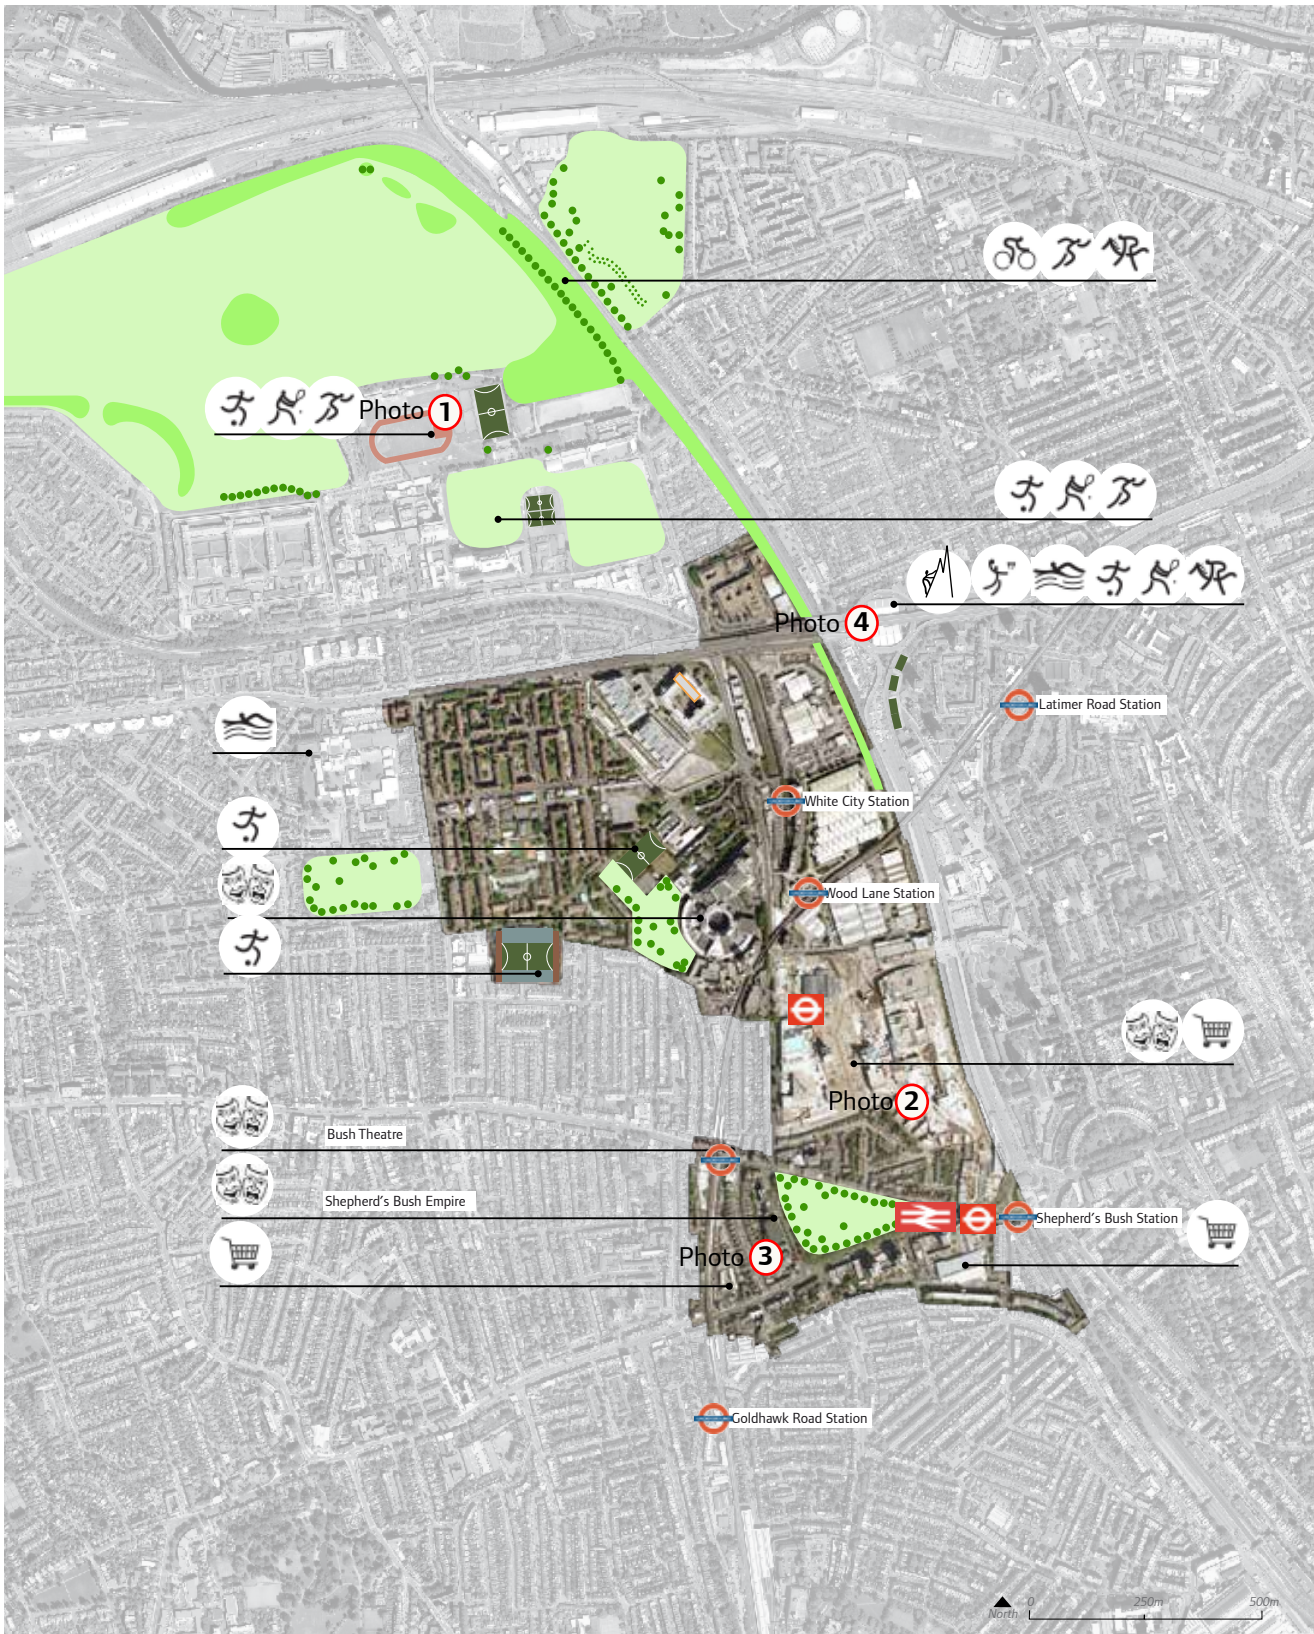 Photo 1
Photo 4
Latimer Road Station
White City Station
Wood Lane Station
Photo 2
Bush Theatre
Shepherd's Bush Empire
Shepherd's Bush Station
Photo 3
Goldhawk Road Station
North
0 250m 500m